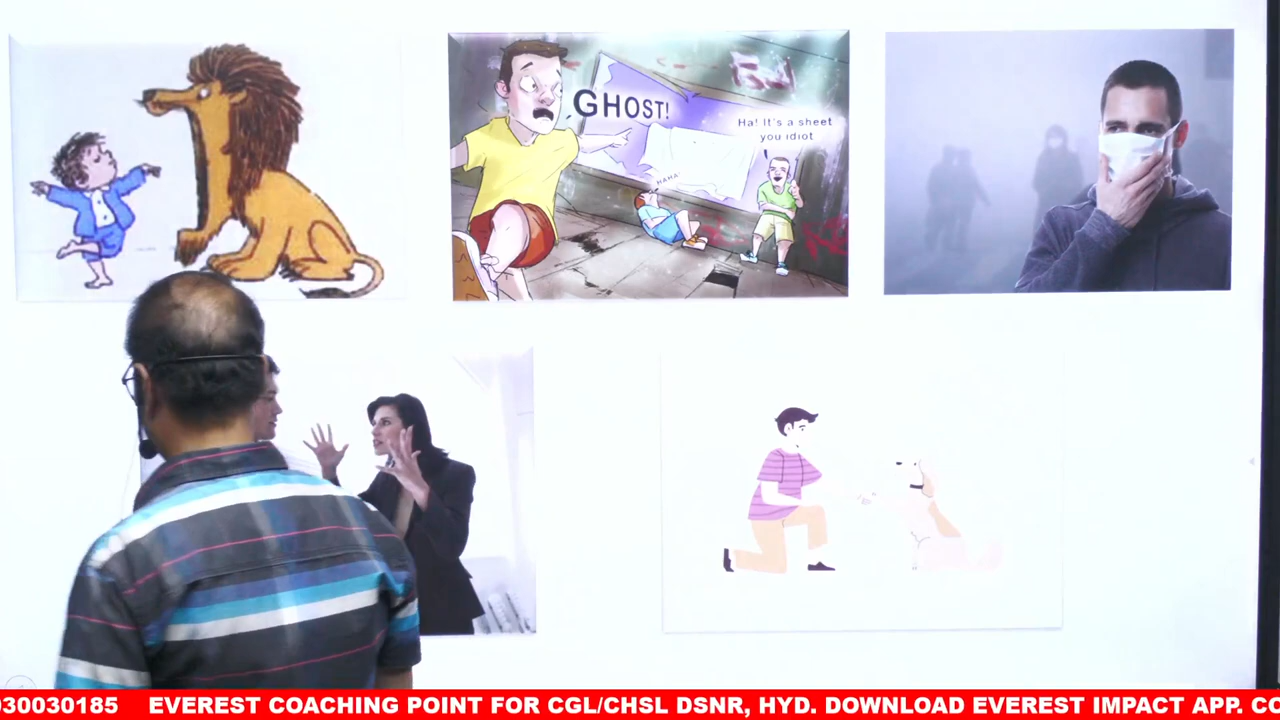 GHOST!
Ha! It's a sheet
you idiot
HAHA'
030030185 EVEREST COACHING POINT FOR CGL/CHSL DSNR, HYD. DOWNLOAD EVEREST IMPACT APP. CO